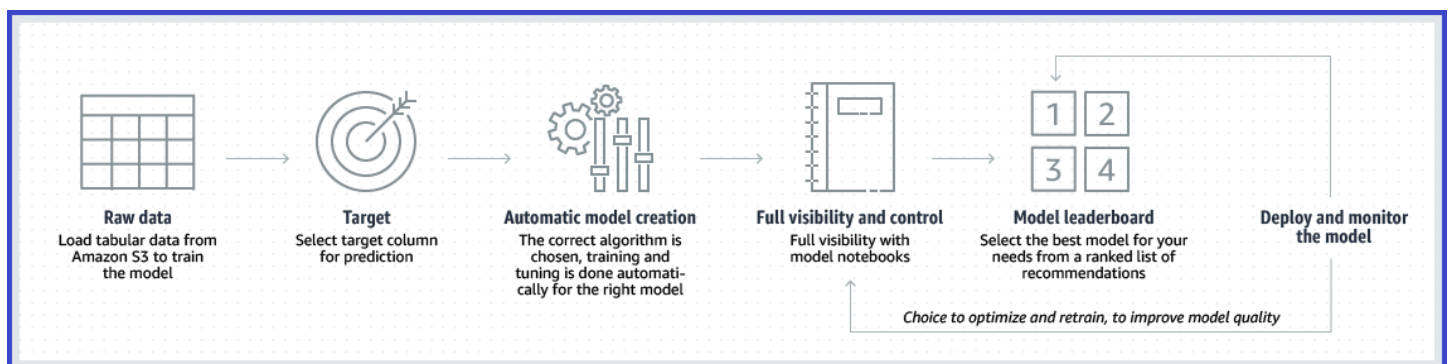 1 2
3 4
Raw data
Load tabular data from
Amazon S3 to train
the model
Target
Select target column
for prediction
Automatic model creation
The correct algorithm is
chosen, training and
tuning is done automati-
cally for the right model
Full visibility and control
Full visibility with
model notebooks
Model leaderboard
Select the best model for your
needs from a ranked list of
recommendations
Deploy and monitor
the model
Choice to optimize and retrain, to improve model quality